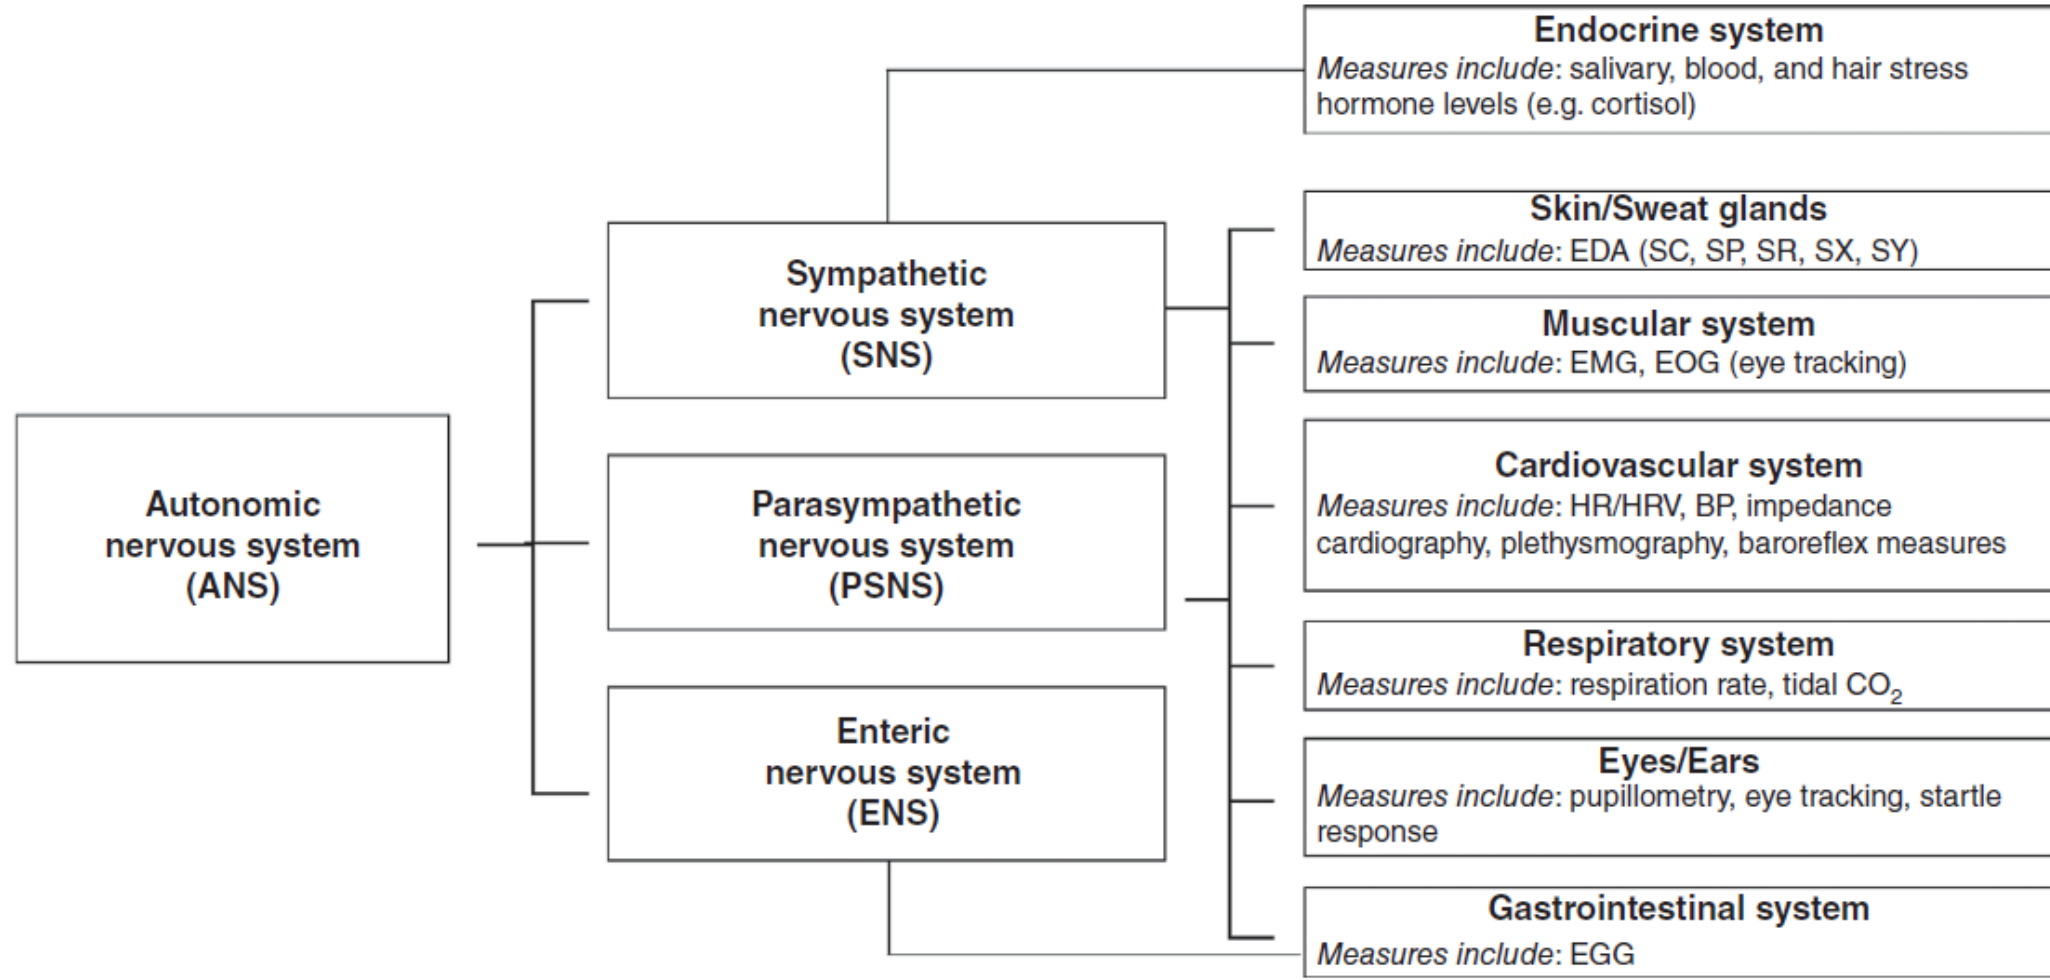 Autonomic
nervous system
(ANS)
Sympathetic
nervous system
(SNS)
Parasympathetic
nervous system
(PSNS)
Enteric
nervous system
(ENS)
Endocrine system
Measures include: salivary, blood, and hair stress
hormone levels (e.g. cortisol)
Skin/Sweat glands
Measures include: EDA (SC, SP, SR, SX, SY)
Muscular system
Measures include: EMG, EOG (eye tracking)
Cardiovascular system
Measures include: HR/HRV, BP, impedance
cardiography, plethysmography, baroreflex measures
Respiratory system
Measures include: respiration rate, tidal CO₂
Eyes/Ears
Measures include: pupillometry, eye tracking, startle
response
Gastrointestinal system
Measures include: EGG